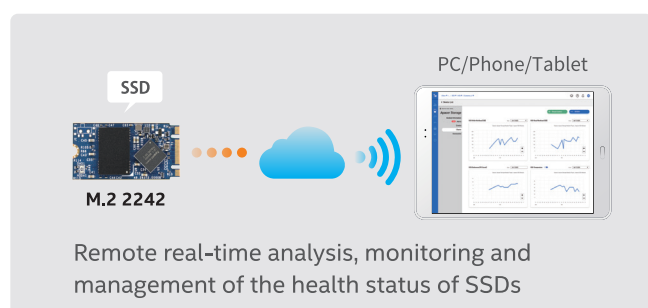 PC/Phone/Tablet
SSD
M.2 2242
Remote real-time analysis, monitoring and
management of the health status of SSDs